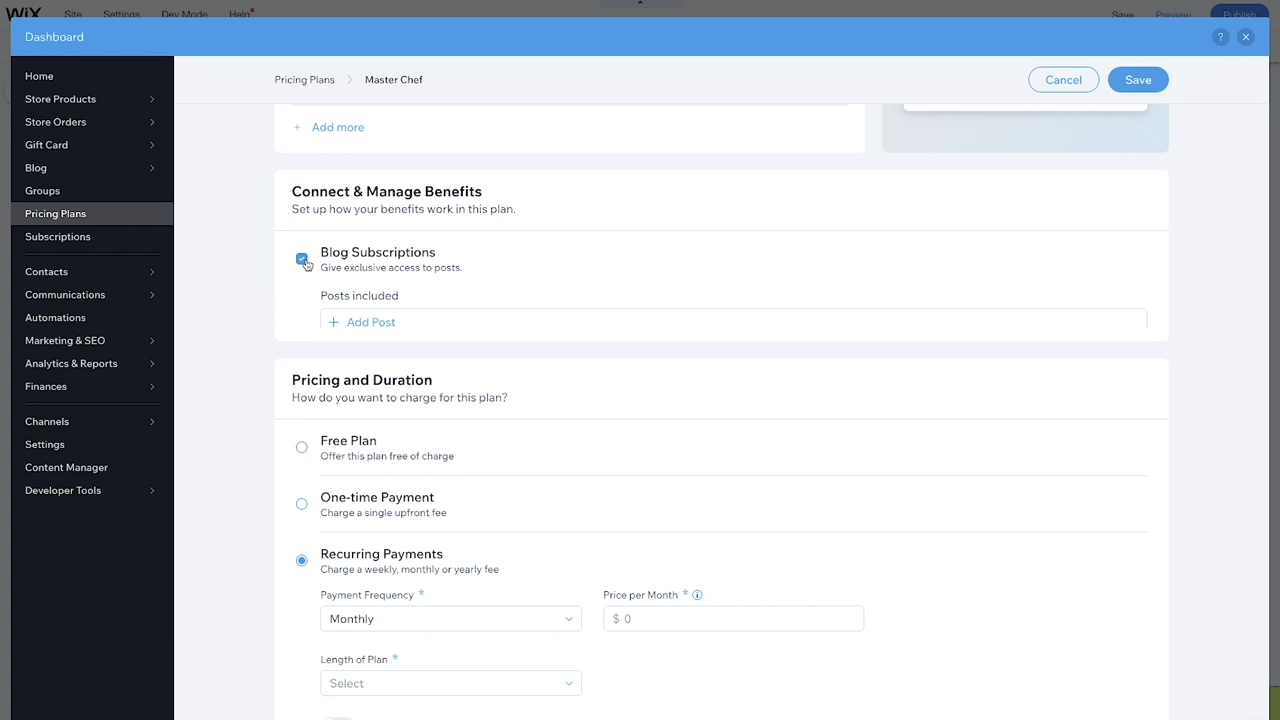 WiX
Site
Settings
Dev Mode
Help
Save
Preview
Publish
Dashboard
?
Home
Store Products
Store Orders
Gift Card
Blog
Groups
Pricing Plans
Subscriptions
Contacts
Communications
Automations
Marketing & SEO
Analytics & Reports
Finances
Channels
Settings
Content Manager
Developer Tools
Pricing Plans
Master Chef
Cancel
Save
+ Add more
Connect & Manage Benefits
Set up how your benefits work in this plan.
Blog Subscriptions
Give exclusive access to posts.
Posts included
+ Add Post
Pricing and Duration
How do you want to charge for this plan?
Free Plan
Offer this plan free of charge
One-time Payment
Charge a single upfront fee
Recurring Payments
Charge a weekly, monthly or yearly fee
Payment Frequency *
Price per Month * i
Monthly
$ 0
Length of Plan *
Select